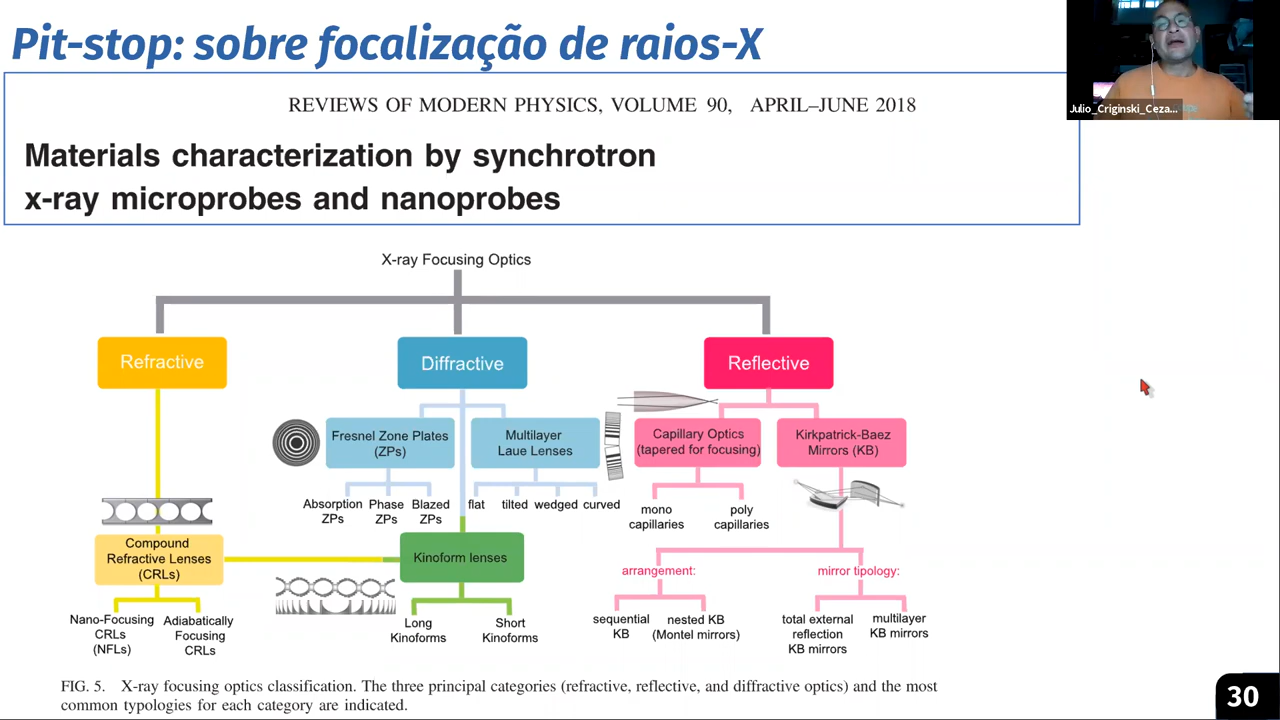 Pit-stop: sobre focalização de raios-X
Julio_Criginski_Ceza...
REVIEWS OF MODERN PHYSICS, VOLUME 90, APRIL–JUNE 2018
Materials characterization by synchrotron
x-ray microprobes and nanoprobes
X-ray Focusing Optics
Refractive
Diffractive
Reflective
Fresnel Zone Plates
(ZPs)
Multilayer
Laue Lenses
Capillary Optics
(tapered for focusing)
Kirkpatrick-Baez
Mirrors (KB)
Absorption
ZPs
Phase
ZPs
Blazed
ZPs
flat
tilted
wedged
curved
mono
capillaries
poly
capillaries
Compound
Refractive Lenses
(CRLs)
Kinoform lenses
arrangement:
mirror tipology:
Nano-Focusing
CRLs
(NFLs)
Adiabatically
Focusing
CRLs
Long
Kinoforms
Short
Kinoforms
sequential
KB
nested KB
(Montel mirrors)
total external
reflection
KB mirrors
multilayer
KB mirrors
FIG. 5. X-ray focusing optics classification. The three principal categories (refractive, reflective, and diffractive optics) and the most
common typologies for each category are indicated.
30